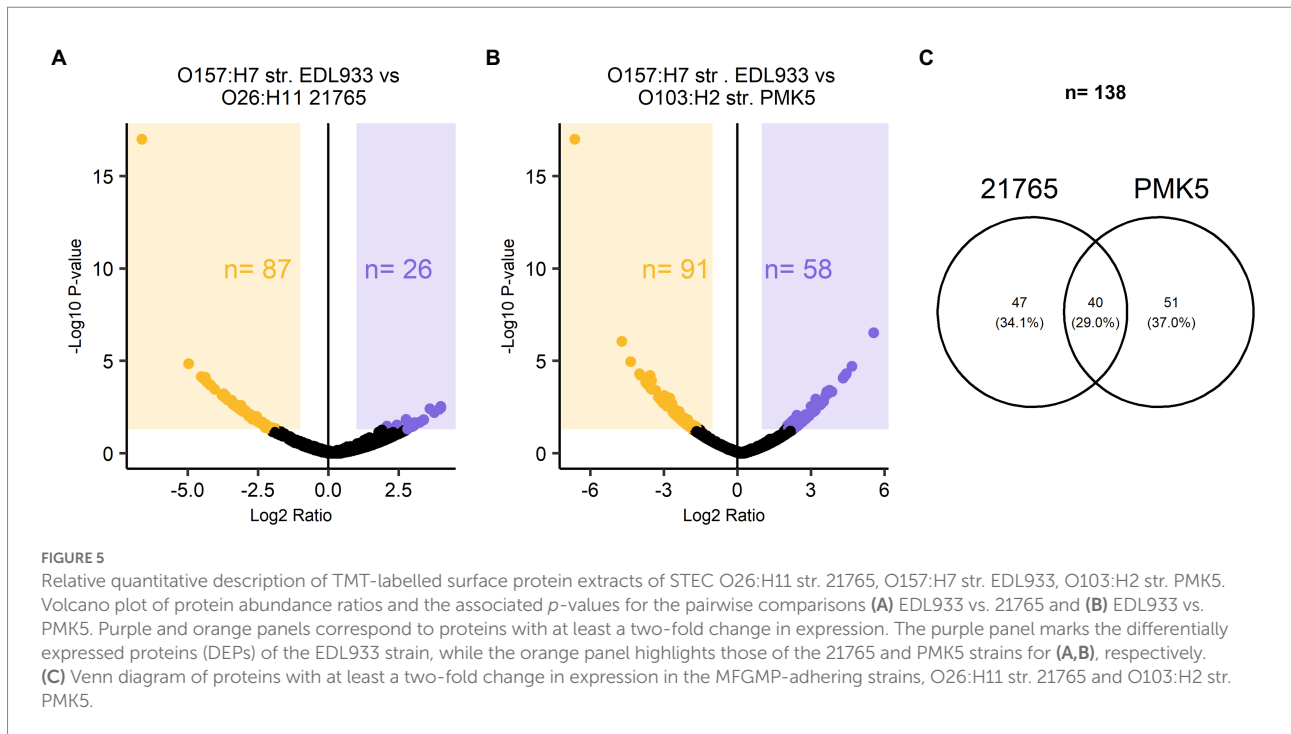 A
O157:H7 str. EDL933 vs
O26:H11 21765
-Log10 P-value
15
10
5
0
n= 87
n= 26
-5.0
-2.5
0.0
2.5
Log2 Ratio
B
O157:H7 str . EDL933 vs
O103:H2 str. PMK5
-Log10 P-value
15
10
5
0
n= 91
n= 58
-6
-3
0
3
6
Log2 Ratio
C
n= 138
21765
PMK5
47
(34.1%)
40
(29.0%)
51
(37.0%)
FIGURE 5
Relative quantitative description of TMT-labelled surface protein extracts of STEC O26:H11 str. 21765, O157:H7 str. EDL933, O103:H2 str. PMK5.
Volcano plot of protein abundance ratios and the associated p-values for the pairwise comparisons (A) EDL933 vs. 21765 and (B) EDL933 vs.
PMK5. Purple and orange panels correspond to proteins with at least a two-fold change in expression. The purple panel marks the differentially
expressed proteins (DEPs) of the EDL933 strain, while the orange panel highlights those of the 21765 and PMK5 strains for (A,B), respectively.
(C) Venn diagram of proteins with at least a two-fold change in expression in the MFGMP-adhering strains, O26:H11 str. 21765 and O103:H2 str.
PMK5.